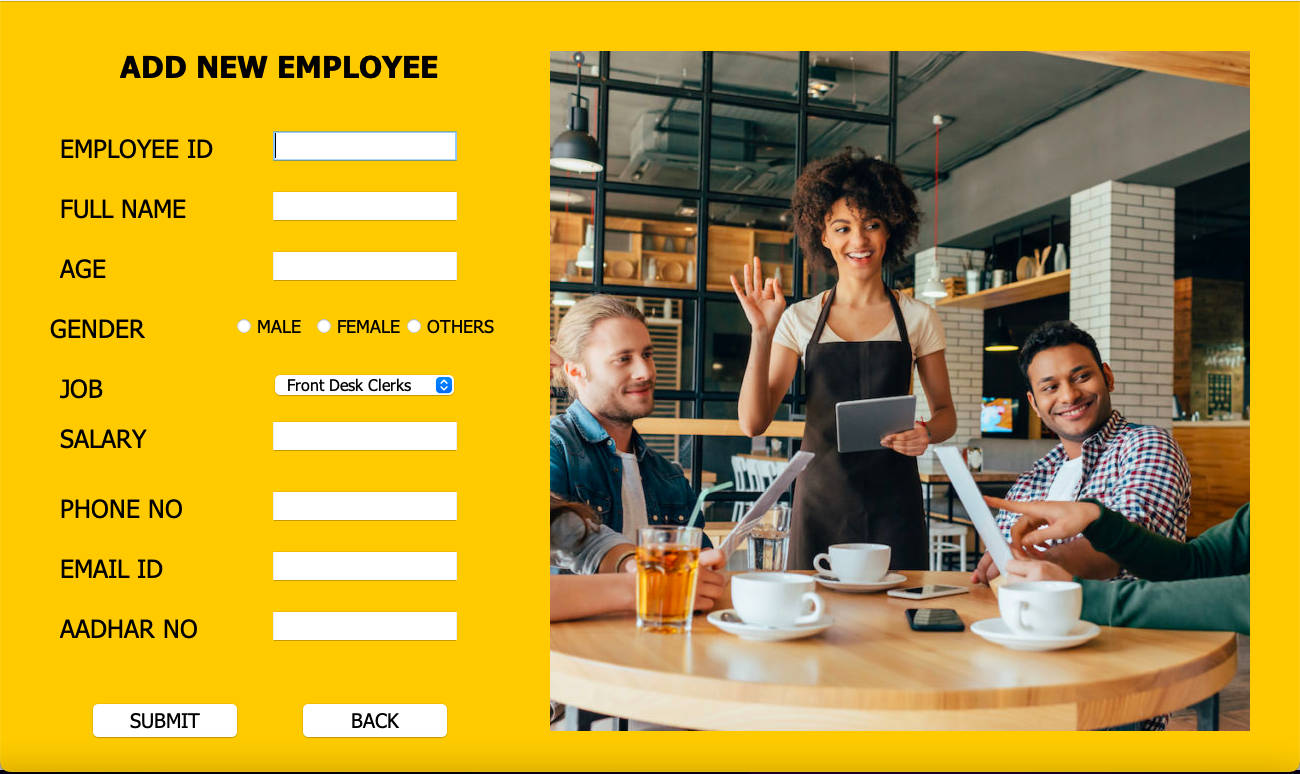 ADD NEW EMPLOYEE
EMPLOYEE ID
FULL NAME
AGE
GENDER MALE FEMALE OTHERS
JOB Front Desk Clerks
SALARY
PHONE NO
EMAIL ID
AADHAR NO
SUBMIT BACK